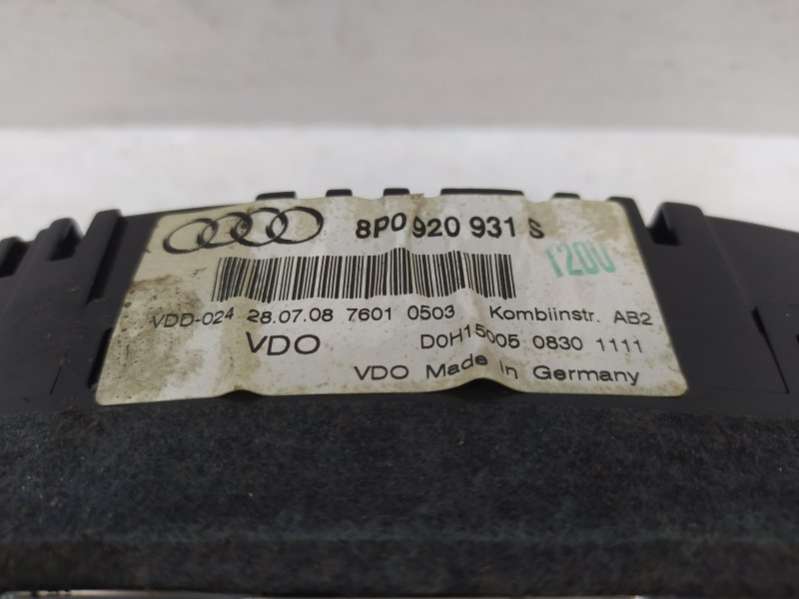 8P0 920 931 S
1200
VDD-024 28.07.08 7601 0503 Kombiinstr. AB2
VDO D0H15005 0830 1111
VDO Made in Germany